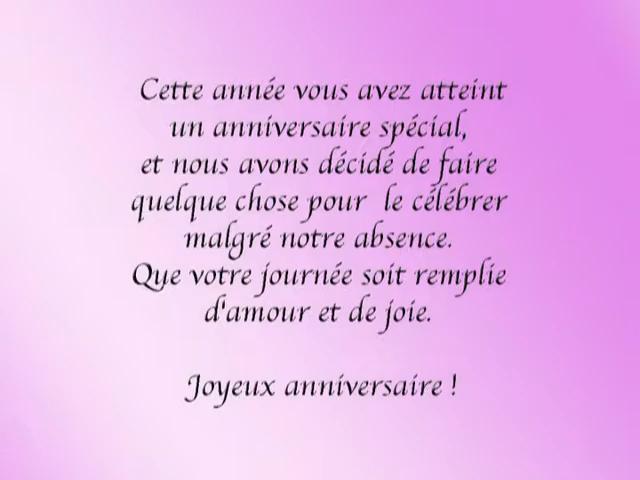 Cette année vous avez atteint
un anniversaire spécial,
et nous avons décidé de faire
quelque chose pour le célébrer
malgré notre absence.
Que votre journée soit remplie
d'amour et de joie.
Joyeux anniversaire !